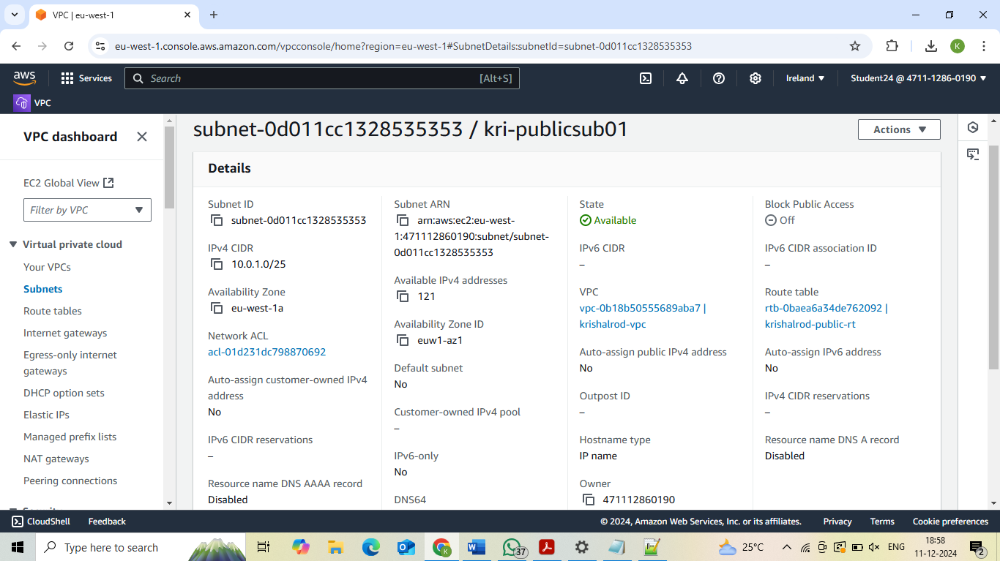 VPC | eu-west-1
eu-west-1.console.aws.amazon.com/vpcconsole/home?region=eu-west-1#SubnetDetails:subnetId=subnet-0d011cc1328535353
K
aws
Services
Search
[Alt+S]
Ireland
Student24 @ 4711-1286-0190
VPC
VPC dashboard
EC2 Global View
Filter by VPC
Virtual private cloud
Your VPCs
Subnets
Route tables
Internet gateways
Egress-only internet
gateways
DHCP option sets
Elastic IPs
Managed prefix lists
NAT gateways
Peering connections
subnet-0d011cc1328535353 / kri-publicsub01
Actions
Details
Subnet ID
subnet-0d011cc1328535353
IPv4 CIDR
10.0.1.0/25
Availability Zone
eu-west-1a
Network ACL
acl-01d231dc798870692
Auto-assign customer-owned IPv4
address
No
IPv6 CIDR reservations
–
Resource name DNS AAAA record
Disabled
Subnet ARN
arn:aws:ec2:eu-west-
1:471112860190:subnet/subnet-
0d011cc1328535353
Available IPv4 addresses
121
Availability Zone ID
euw1-az1
Default subnet
No
Customer-owned IPv4 pool
–
IPv6-only
No
DNS64
State
Available
IPv6 CIDR
–
VPC
vpc-0b18b50555689aba7 |
krishalrod-vpc
Auto-assign public IPv4 address
No
Outpost ID
–
Hostname type
IP name
Owner
471112860190
Block Public Access
Off
IPv6 CIDR association ID
–
Route table
rtb-0baea6a34de762092 |
krishalrod-public-rt
Auto-assign IPv6 address
No
IPv4 CIDR reservations
–
Resource name DNS A record
Disabled
CloudShell
Feedback
© 2024, Amazon Web Services, Inc. or its affiliates.
Privacy
Terms
Cookie preferences
Type here to search
37
25°C
ENG
18:58
11-12-2024
2